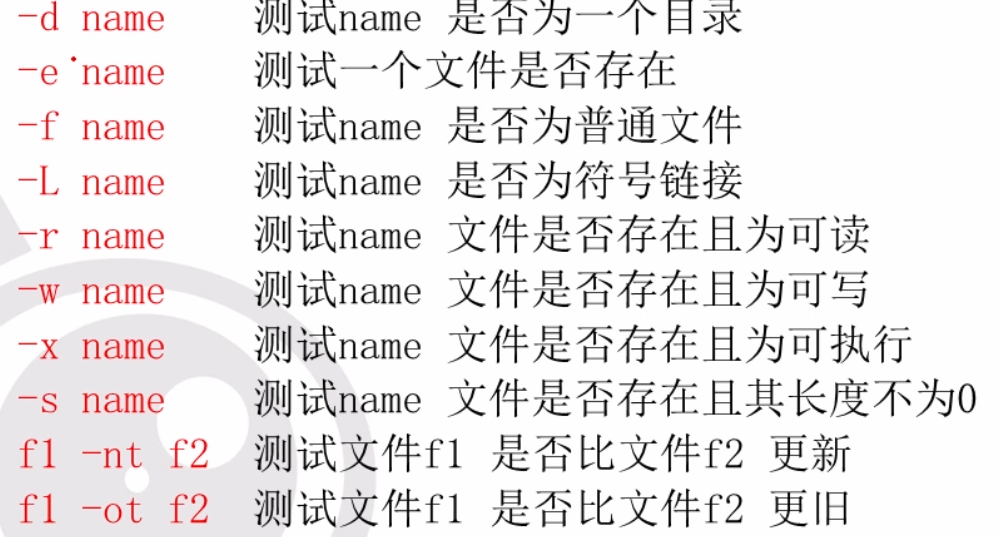 -d name 测试name 是否为一个目录
-e name 测试一个文件是否存在
-f name 测试name 是否为普通文件
-L name 测试name 是否为符号链接
-r name 测试name 文件是否存在且为可读
-w name 测试name 文件是否存在且为可写
-x name 测试name 文件是否存在且为可执行
-s name 测试name 文件是否存在且其长度不为0
f1 -nt f2 测试文件f1 是否比文件f2 更新
f1 -ot f2 测试文件f1 是否比文件f2 更旧